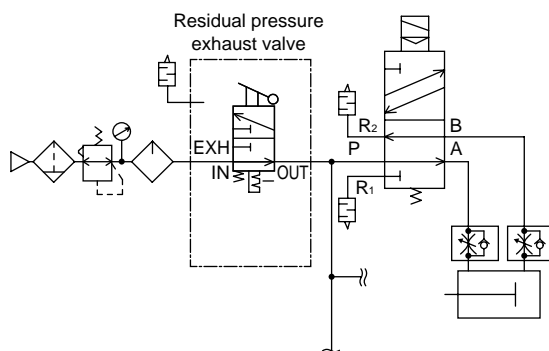 Residual pressure
exhaust valve
R2
B
P
A
EXH
IN
OUT
R1